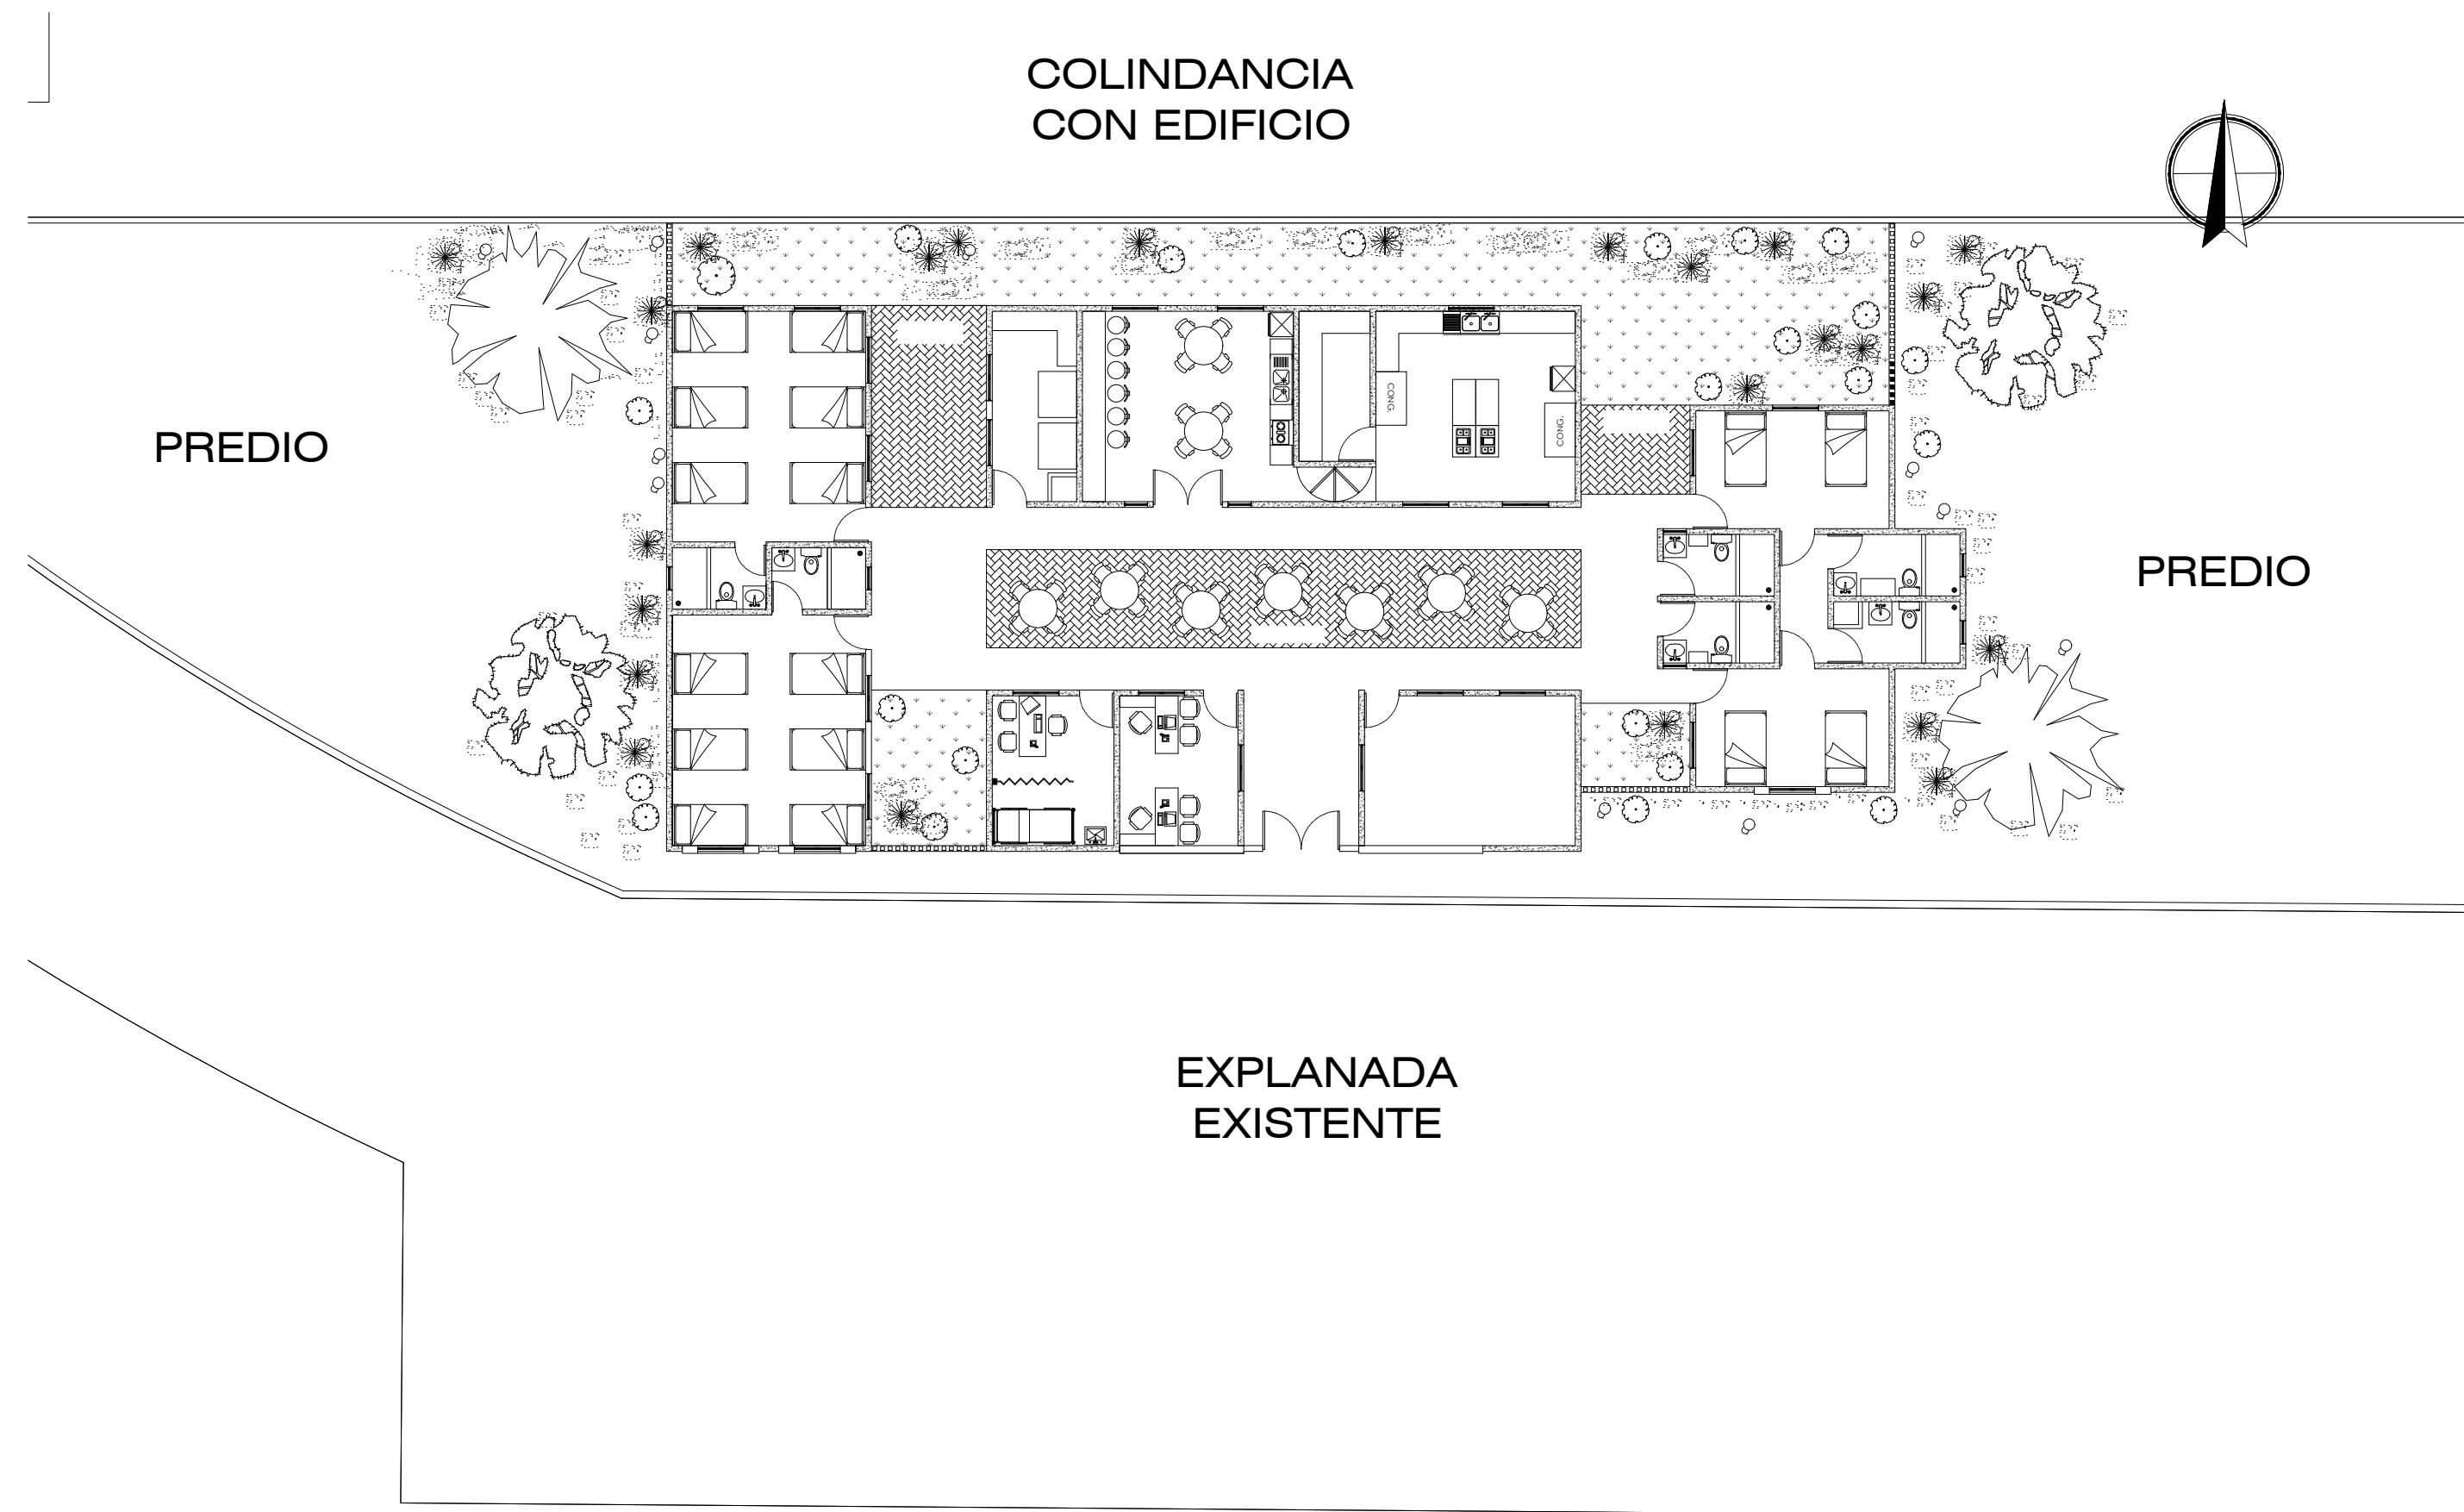 COLINDANCIA
CON EDIFICIO
PREDIO
CONG.
CONG.
PREDIO
EXPLANADA
EXISTENTE